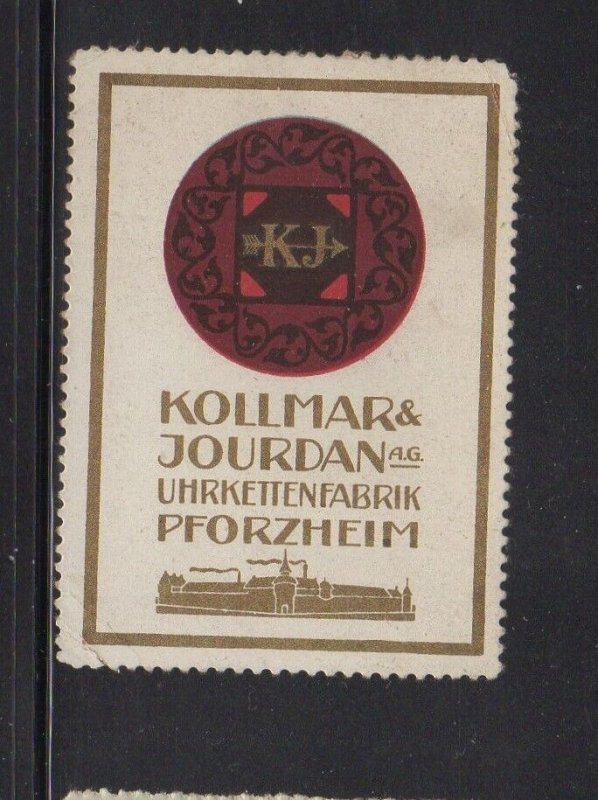 KJ
KOLLMAR &
JOURDAN A.G.
UHRKETTENFABRIK
PFORZHEIM